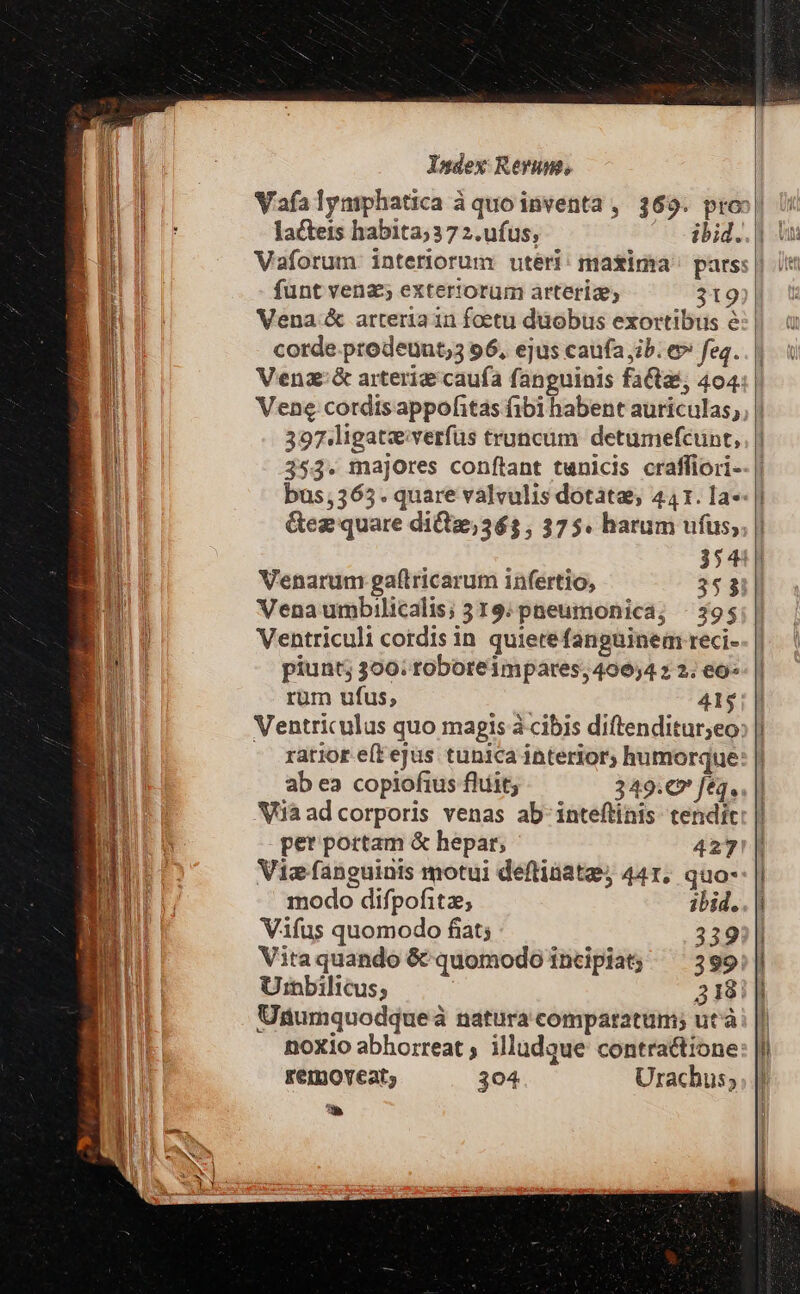 Index Rerum,
Vaſa lymphatica à quo inventa, 369. pro
lacteis habita, 372. uſus, ibid.
Vaſorum interiorum uteri maxima pars
ſunt venæ, exteriorum arteriæ, 319
Vena & arteria in fœtu duobus exortibus è
corde prodeunt, 396. ejus cauſa, ib. & ſeq.
Venæ & arteriæ cauſa ſanguinis factæ, 404
Venę cordis appoſitas ſibi habent auriculas,
397. ligatæ verſus truncum detumeſcunt,
353. majores conſtant tunicis craſſiori-
bus, 363. quare valvulis dotatæ, 441. la-
cteæ quare dictæ, 363, 375. harum uſus,
354
Venarum gaſtricarum inſertio, 353
Vena umbilicalis, 319. pneumonica, 395
Ventriculi cordis in quiete ſanguinem reci-
piunt, 300. robore impares, 406, 422. eo-
rum uſus, 415
Ventriculus quo magis à cibis diſtenditur, eo
rarior eſt ejus tunica interior, humorque
ab ea copioſius fluit, 349. & ſeq.
Via ad corporis venas ab inteſtinis tendit
per portam & hepar, 427
Viæ ſanguinis motui deſtinatæ, 441. quo-
modo diſpoſitæ, ibid.
Viſus quomodo fiat, 339
Vita quando & quomodo incipiat, 399
Umbilicus, 318
Unumquodque à natura comparatum, ut à
noxio abhorreat, illudque contractione
removeat, 304 Urachus,